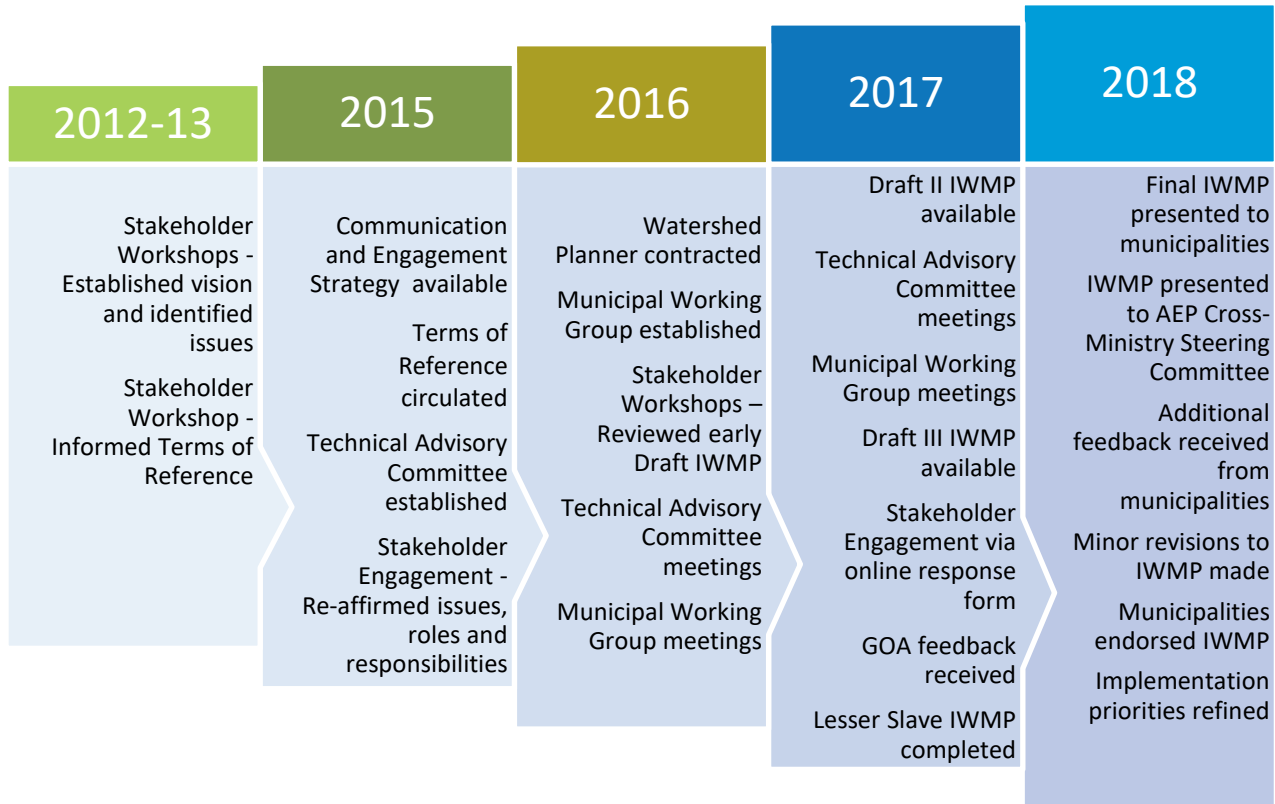 2012-13
Stakeholder
Workshops -
Established vision
and identified
issues
Stakeholder
Workshop -
Informed Terms of
Reference
2015
Communication
and Engagement
Strategy available
Terms of
Reference
circulated
Technical Advisory
Committee
established
Stakeholder
Engagement -
Re-affirmed issues,
roles and
responsibilities
2016
Watershed
Planner contracted
Municipal Working
Group established
Stakeholder
Workshops –
Reviewed early
Draft IWMP
Technical Advisory
Committee
meetings
Municipal Working
Group meetings
2017
Draft II IWMP
available
Technical Advisory
Committee
meetings
Municipal Working
Group meetings
Draft III IWMP
available
Stakeholder
Engagement via
online response
form
GOA feedback
received
Lesser Slave IWMP
completed
2018
Final IWMP
presented to
municipalities
IWMP presented
to AEP Cross-
Ministry Steering
Committee
Additional
feedback received
from
municipalities
Minor revisions to
IWMP made
Municipalities
endorsed IWMP
Implementation
priorities refined